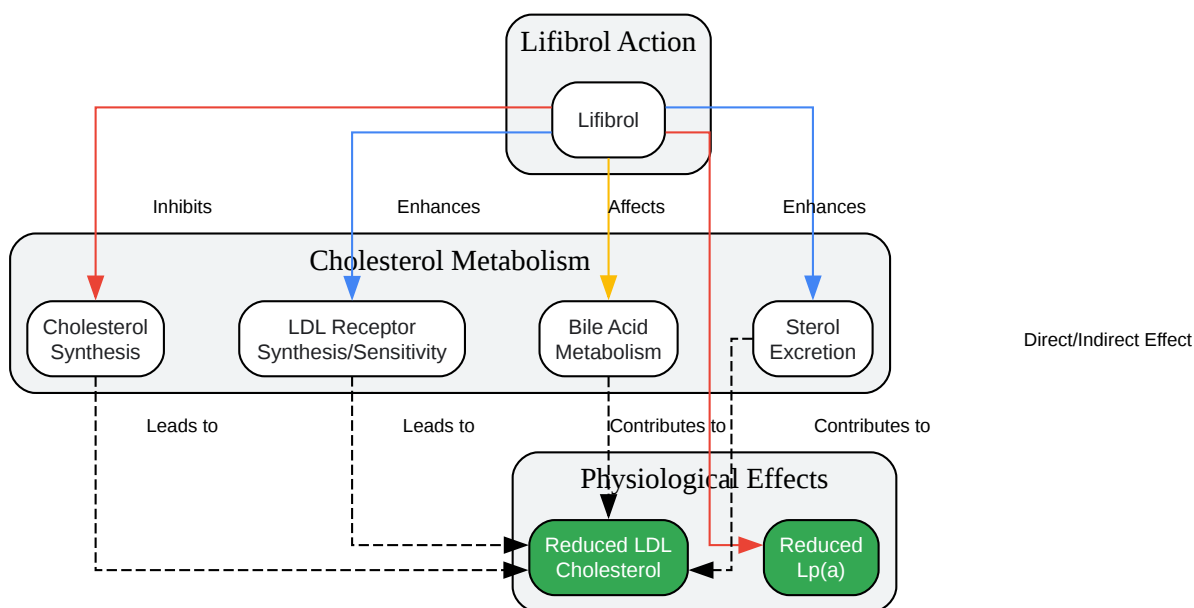 Lifibrol Action
Lifibrol
Inhibits
Enhances
Affects
Enhances
Cholesterol Metabolism
Cholesterol
Synthesis
LDL Receptor
Synthesis/Sensitivity
Bile Acid
Metabolism
Sterol
Excretion
Direct/Indirect Effect
Leads to
Leads to
Contributes to
Contributes to
Physiological Effects
Reduced LDL
Cholesterol
Reduced
Lp(a)